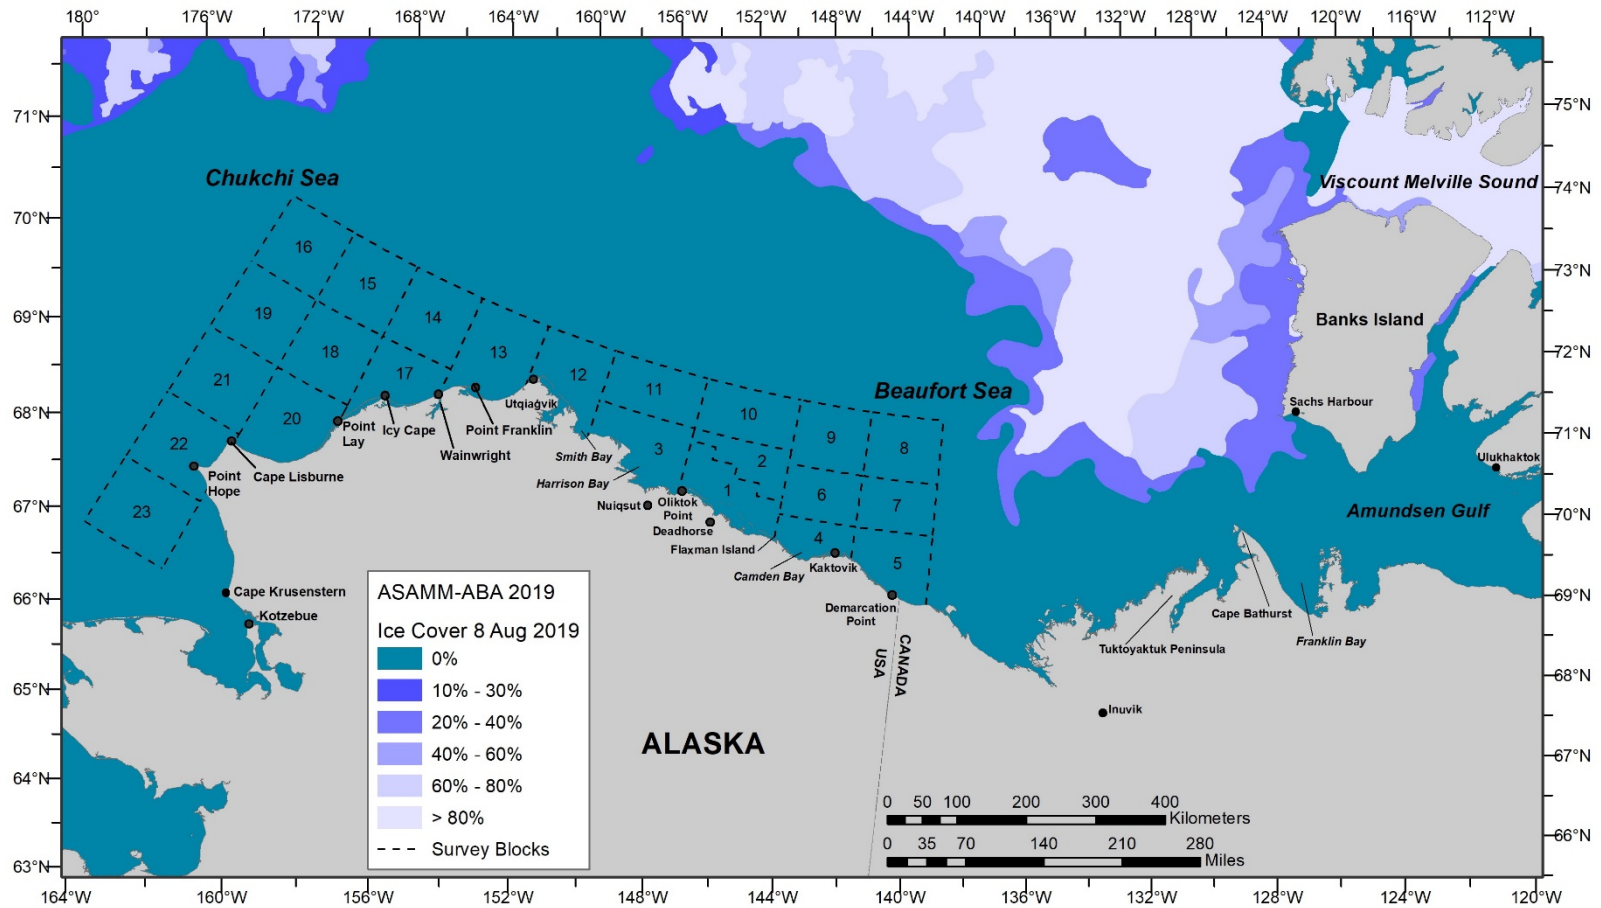 180° 176°W 172°W 168°W 164°W 160°W 156°W 152°W 148°W 144°W 140°W 136°W 132°W 128°W 124°W 120°W 116°W 112°W
71°N
70°N
69°N
68°N
67°N
66°N
65°N
64°N
63°N
75°N
74°N
73°N
72°N
71°N
70°N
69°N
68°N
67°N
66°N
Chukchi Sea
Viscount Melville Sound
Banks Island
Beaufort Sea
Sachs Harbour
Ulukhaktok
Amundsen Gulf
16
15
19
14
18
13
21
17
12
11
10
20
9
8
22
3
2
1
6
7
23
4
5
Utqiaġvik
Point
Lay
Icy Cape
Point Franklin
Wainwright
Smith Bay
Harrison Bay
Point
Hope
Cape Lisburne
Nuiqsut
Oliktok
Point
Deadhorse
Flaxman Island
Camden Bay
Kaktovik
Demarcation
Point
Cape Krusenstern
Kotzebue
Cape Bathurst
Franklin Bay
Tuktoyaktuk Peninsula
Inuvik
USA
CANADA
ALASKA
ASAMM-ABA 2019
Ice Cover 8 Aug 2019
0%
10% - 30%
20% - 40%
40% - 60%
60% - 80%
> 80%
Survey Blocks
0 50 100 200 300 400
Kilometers
0 35 70 140 210 280
Miles
164°W 160°W 156°W 152°W 148°W 144°W 140°W 136°W 132°W 128°W 124°W 120°W